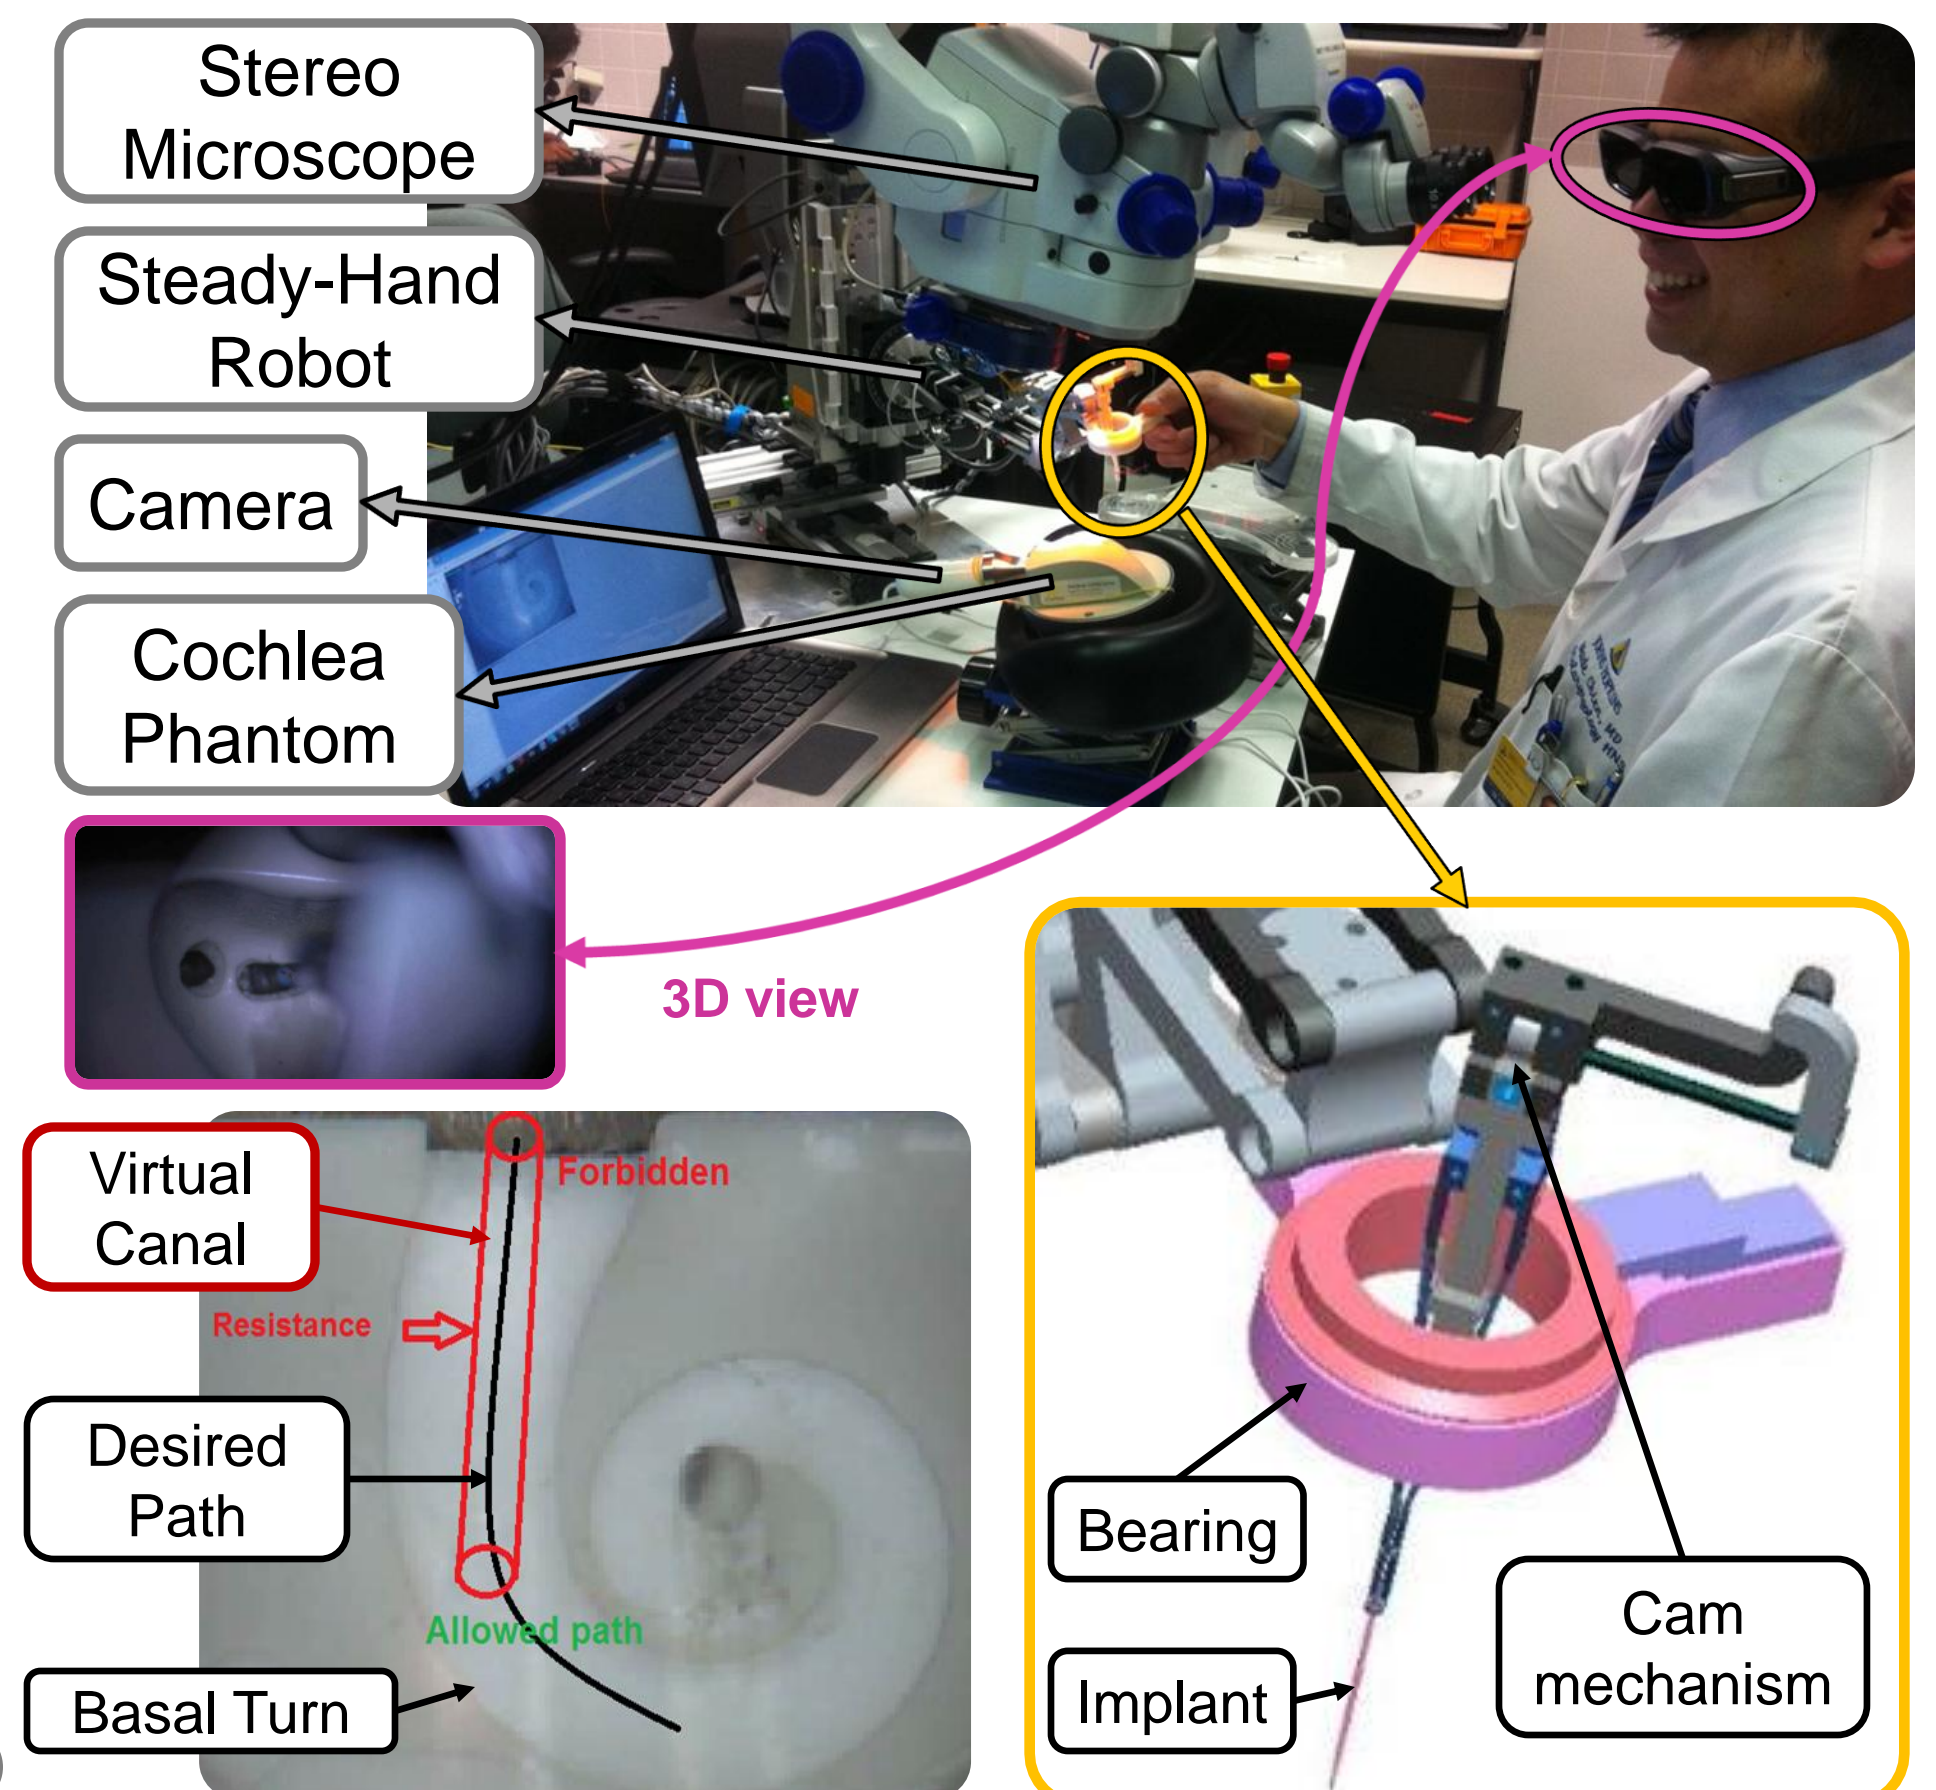 Stereo
Microscope
Steady-Hand
Robot
Camera
Cochlea
Phantom
3D view
Virtual
Canal
Forbidden
Resistance
Desired
Path
Allowed path
Basal Turn
Bearing
Implant
Cam
mechanism